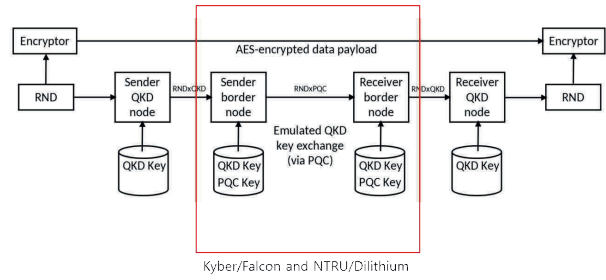 Encryptor
Encryptor
AES-encrypted data payload
RND
Sender
QKD
node
RNDxQKD
Sender
border
node
RNDxPQC
Receiver
border
node
RNDxQKD
Receiver
QKD
node
RND
Emulated QKD
key exchange
(via PQC)
QKD Key
QKD Key
PQC Key
QKD Key
PQC Key
QKD Key
Kyber/Falcon and NTRU/Dilithium